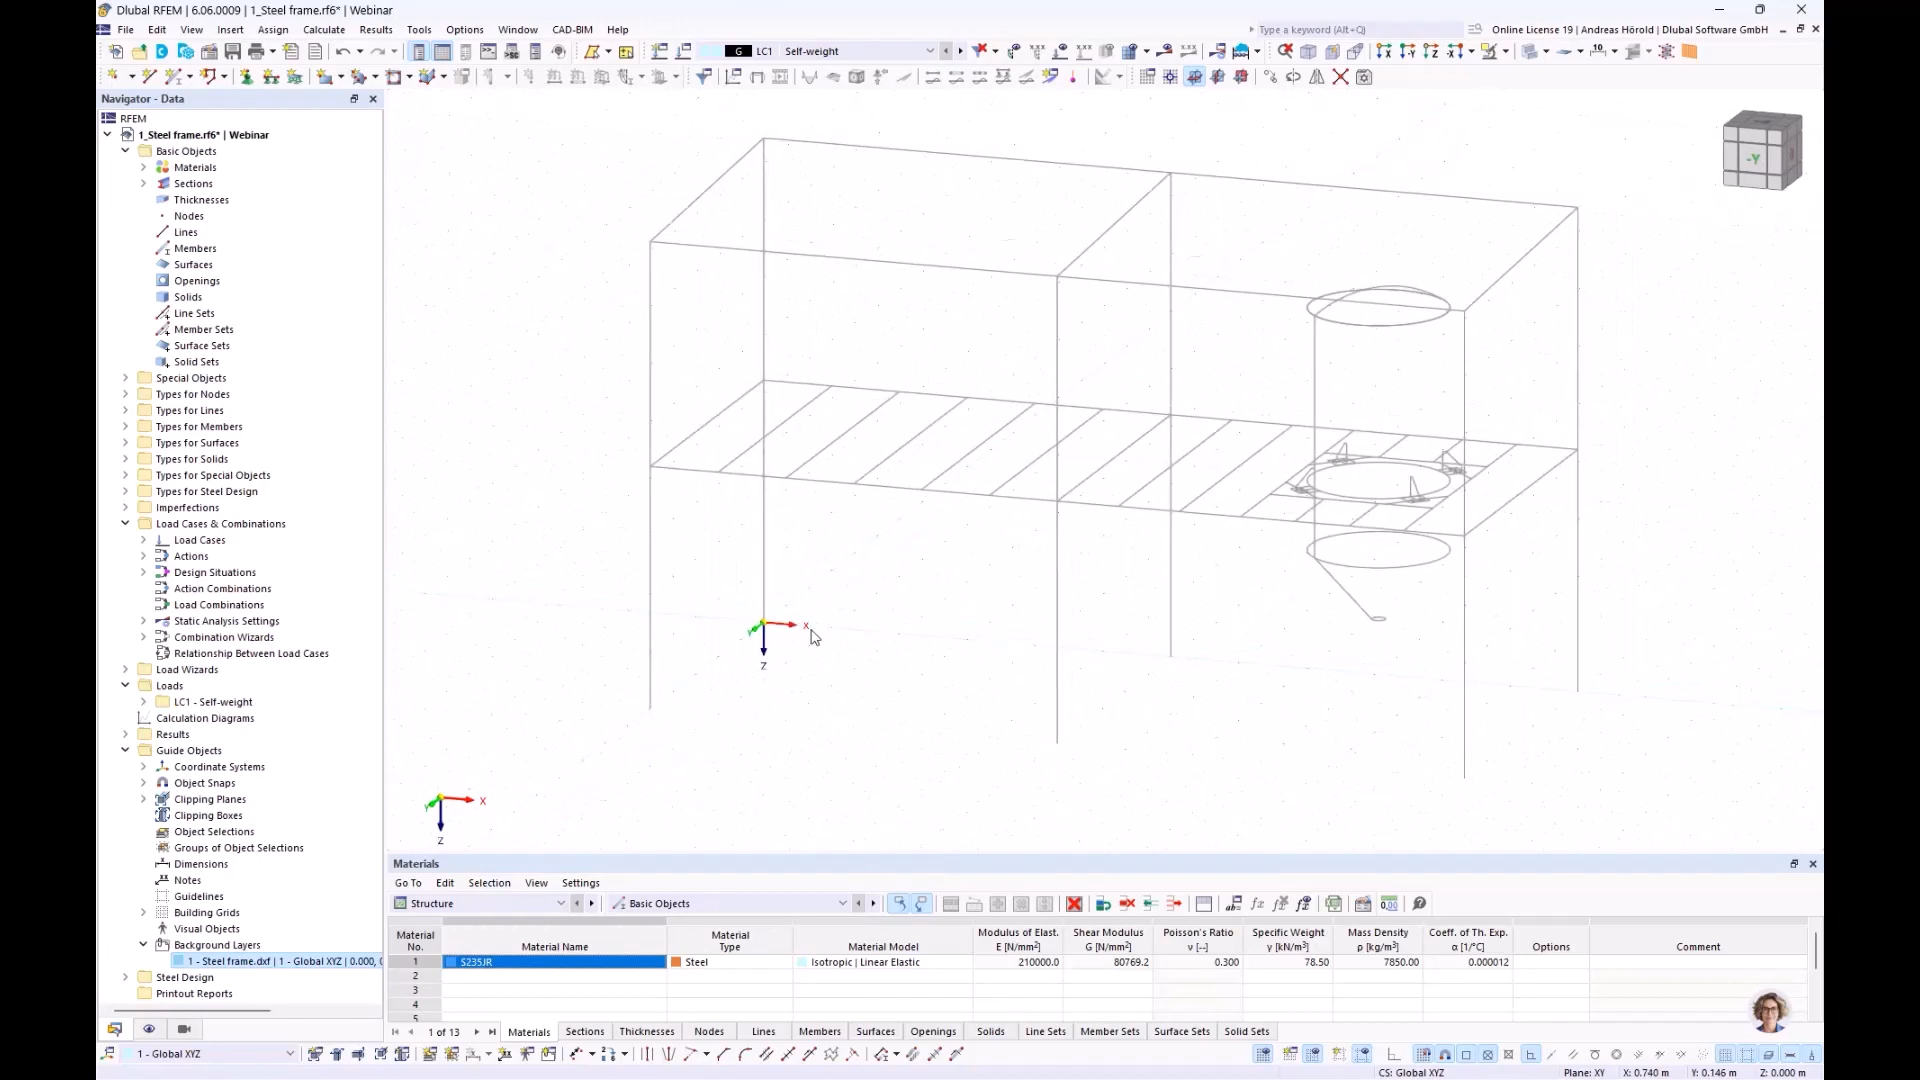 Dlubal RFEM | 6.06.0009 | 1_Steel frame.rf6* | Webinar
File Edit View Insert Assign Calculate Results Tools Options Window CAD-BIM Help
Type a keyword (Alt+Q)
Online License 19 | Andreas Hörold | Dlubal Software GmbH
G LC1 Self-weight
Navigator - Data
RFEM
1_Steel frame.rf6* | Webinar
Basic Objects
Materials
Sections
Thicknesses
Nodes
Lines
Members
Surfaces
Openings
Solids
Line Sets
Member Sets
Surface Sets
Solid Sets
Special Objects
Types for Nodes
Types for Lines
Types for Members
Types for Surfaces
Types for Solids
Types for Special Objects
Types for Steel Design
Imperfections
Load Cases & Combinations
Load Cases
Actions
Design Situations
Action Combinations
Load Combinations
Static Analysis Settings
Combination Wizards
Relationship Between Load Cases
Load Wizards
Loads
LC1 - Self-weight
Calculation Diagrams
Results
Guide Objects
Coordinate Systems
Object Snaps
Clipping Planes
Clipping Boxes
Object Selections
Groups of Object Selections
Dimensions
Notes
Guidelines
Building Grids
Visual Objects
Background Layers
1 - Steel frame.dxf | 1 - Global XYZ | 0.000, 0
Steel Design
Printout Reports
-Y
X
Y
Z
X
Y
Z
Materials
Go To Edit Selection View Settings
Structure
Basic Objects
Material No. Material Name Material Type Material Model Modulus of Elast. E [N/mm²] Shear Modulus G [N/mm²] Poisson's Ratio ν [--] Specific Weight γ [kN/m³] Mass Density ρ [kg/m³] Coeff. of Th. Exp. α [1/°C] Options Comment
1 S235JR Steel Isotropic | Linear Elastic 210000.0 80769.2 0.300 78.50 7850.00 0.000012
2
3
4
5
1 of 13 Materials Sections Thicknesses Nodes Lines Members Surfaces Openings Solids Line Sets Member Sets Surface Sets Solid Sets
1 - Global XYZ
CS: Global XYZ Plane: XY X: 0.740 m Y: 0.146 m Z: 0.000 m